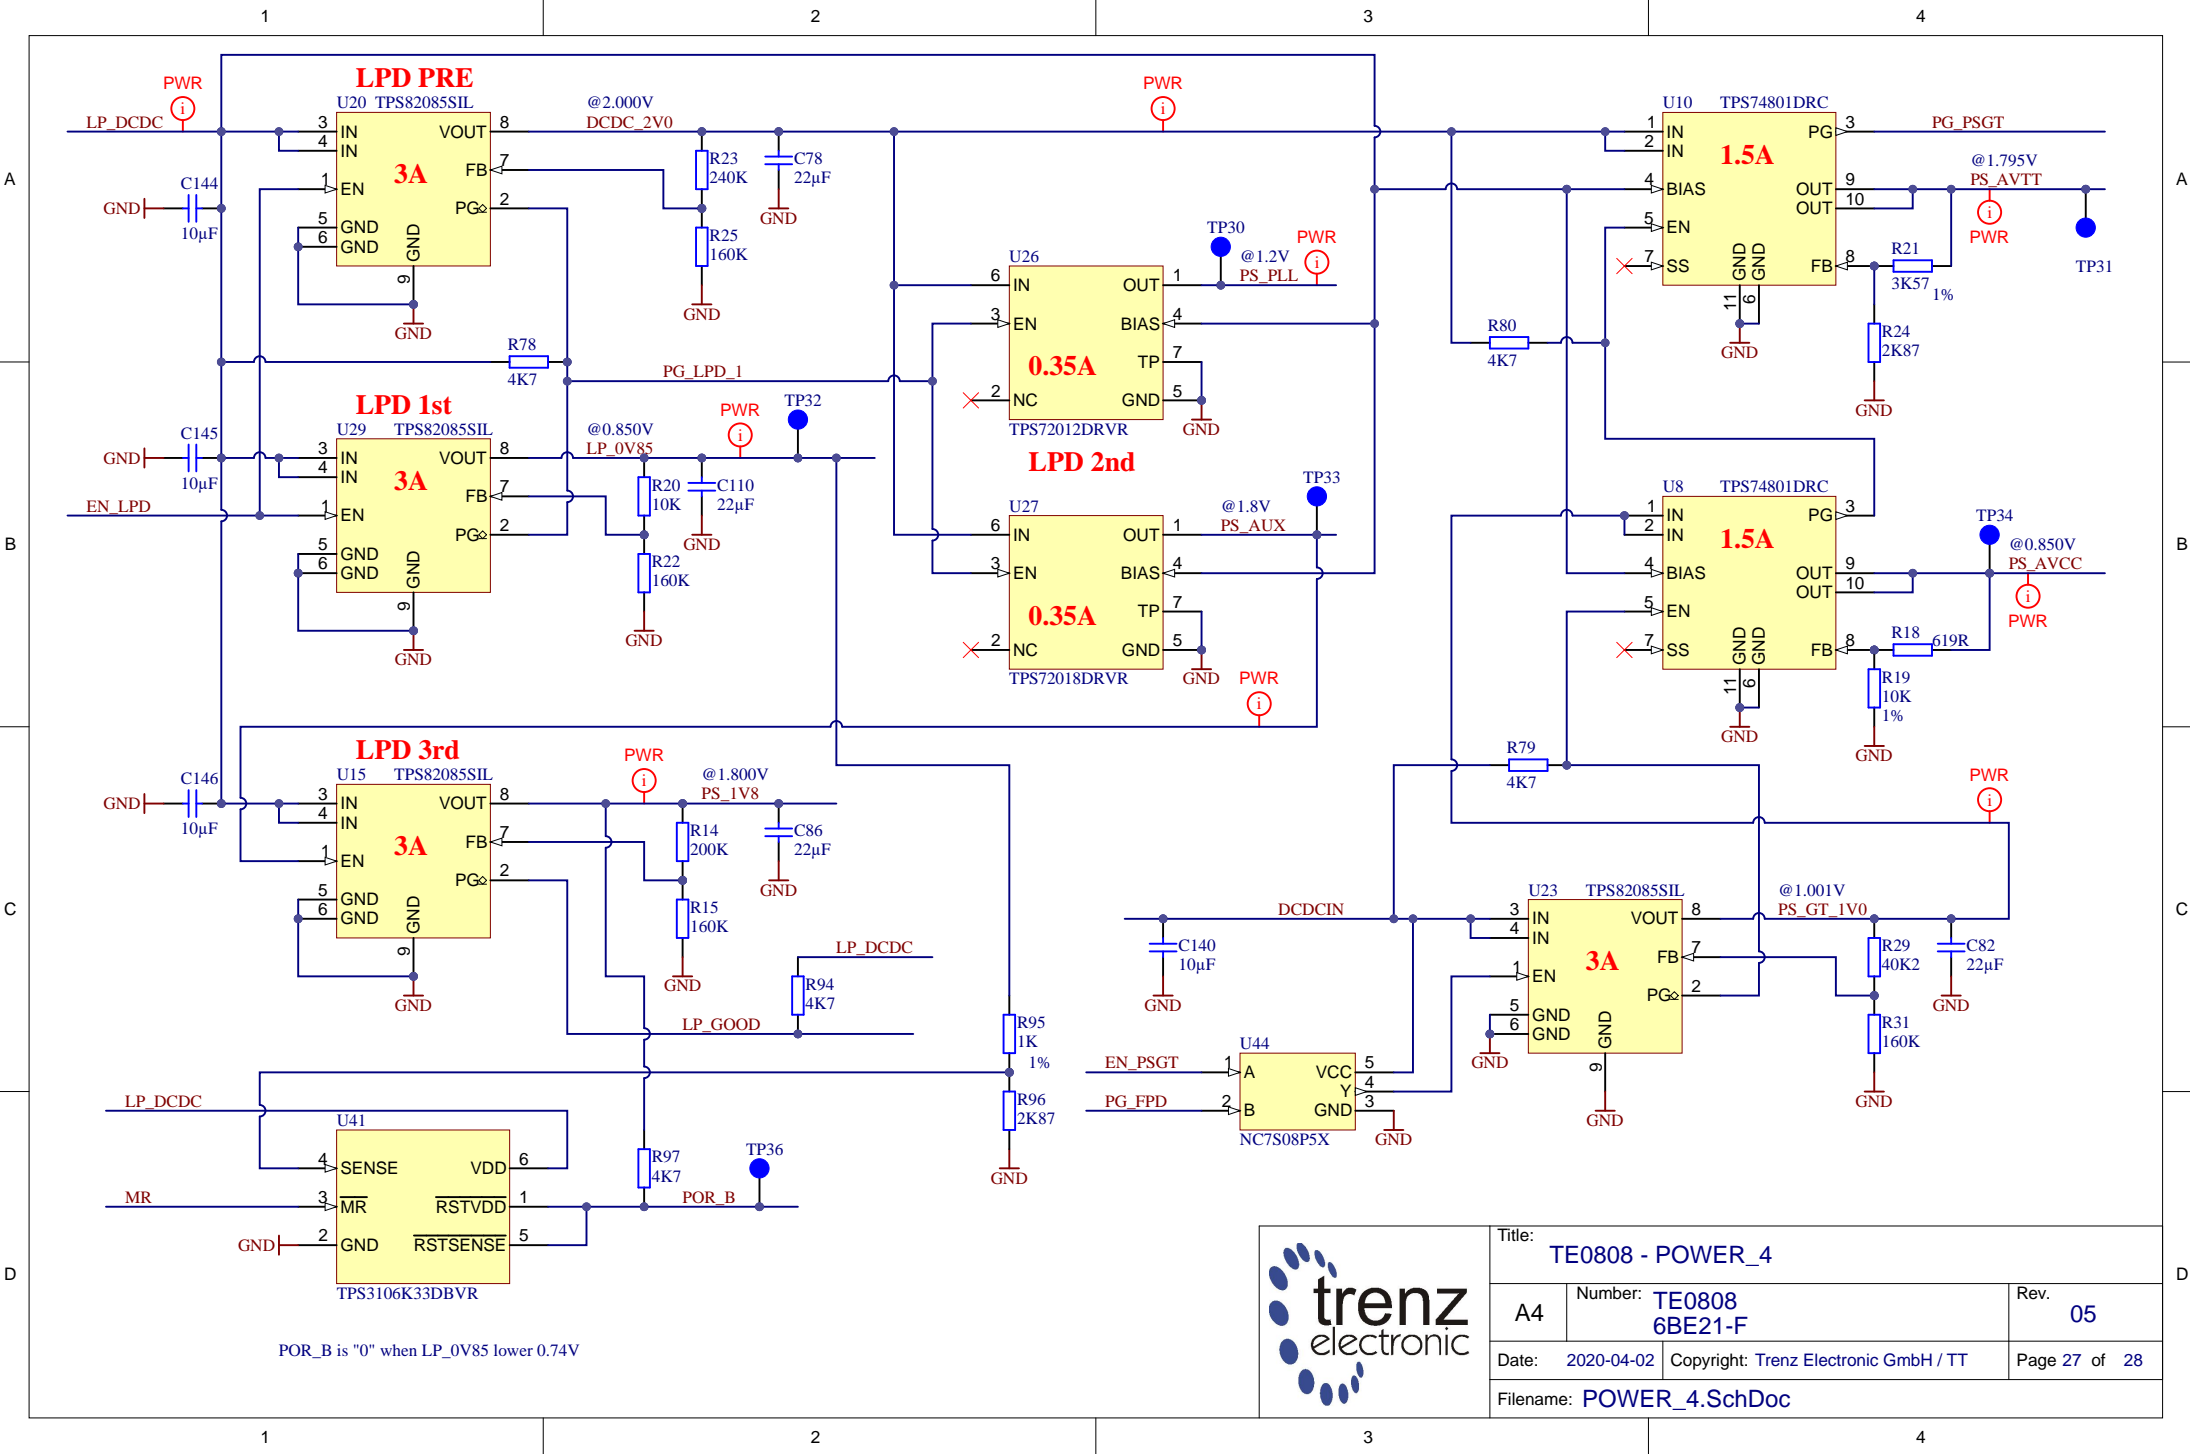 1 2 3 4
LPD PRE
PWR
LP_DCDC
U20 TPS82085SIL
3 IN VOUT 8
4 IN
3A
FB 7
1 EN
PG 2
5 GND
6 GND
GND
9
GND
C144
10µF
GND
@2.000V
DCDC_2V0
R23
240K
C78
22µF
GND
R25
160K
GND
PWR
R78
4K7
PG_LPD_1
U26
6 IN OUT 1
3 EN BIAS 4
TP 7
0.35A
2 NC GND 5
TPS72012DRVR
GND
TP30
@1.2V
PS_PLL
PWR
LPD 2nd
U10 TPS74801DRC
1 IN PG 3
2 IN
1.5A
4 BIAS OUT 9
OUT 10
5 EN
7 SS FB 8
GND
GND
11
6
GND
PG_PSGT
@1.795V
PS_AVTT
PWR
TP31
R21
3K57
1%
R24
2K87
GND
R80
4K7
A
A
LPD 1st
U29 TPS82085SIL
3 IN VOUT 8
4 IN
3A
FB 7
1 EN
PG 2
5 GND
6 GND
GND
9
GND
C145
10µF
GND
EN_LPD
@0.850V
LP_0V85
PWR
TP32
R20
10K
C110
22µF
GND
R22
160K
GND
U27
6 IN OUT 1
3 EN BIAS 4
TP 7
0.35A
2 NC GND 5
TPS72018DRVR
GND
@1.8V
PS_AUX
TP33
PWR
U8 TPS74801DRC
1 IN PG 3
2 IN
1.5A
4 BIAS OUT 9
OUT 10
5 EN
7 SS FB 8
GND
GND
11
6
GND
TP34
@0.850V
PS_AVCC
PWR
R18
619R
R19
10K
1%
GND
B
B
LPD 3rd
U15 TPS82085SIL
3 IN VOUT 8
4 IN
3A
FB 7
1 EN
PG 2
5 GND
6 GND
GND
9
GND
C146
10µF
GND
PWR
@1.800V
PS_1V8
R14
200K
C86
22µF
GND
R15
160K
GND
LP_DCDC
R94
4K7
LP_GOOD
R95
1K
1%
R96
2K87
GND
R79
4K7
PWR
DCDCIN
C140
10µF
GND
U23 TPS82085SIL
3 IN VOUT 8
4 IN
3A
FB 7
1 EN
PG 2
5 GND
6 GND
GND
9
GND
GND
@1.001V
PS_GT_1V0
R29
40K2
C82
22µF
GND
R31
160K
GND
U44
EN_PSGT
1 A VCC 5
Y 4
PG_FPD
2 B GND 3
NC7S08P5X
GND
C
C
LP_DCDC
U41
4 SENSE VDD 6
MR
3 MR RSTVDD 1
GND
2 GND RSTSENSE 5
TPS3106K33DBVR
R97
4K7
TP36
POR_B
POR_B is "0" when LP_0V85 lower 0.74V
D
D
trenz
electronic
Title:
TE0808 - POWER_4
A4
Number: TE0808
6BE21-F
Rev.
05
Date: 2020-04-02 Copyright: Trenz Electronic GmbH / TT Page 27 of 28
Filename: POWER_4.SchDoc
1 2 3 4